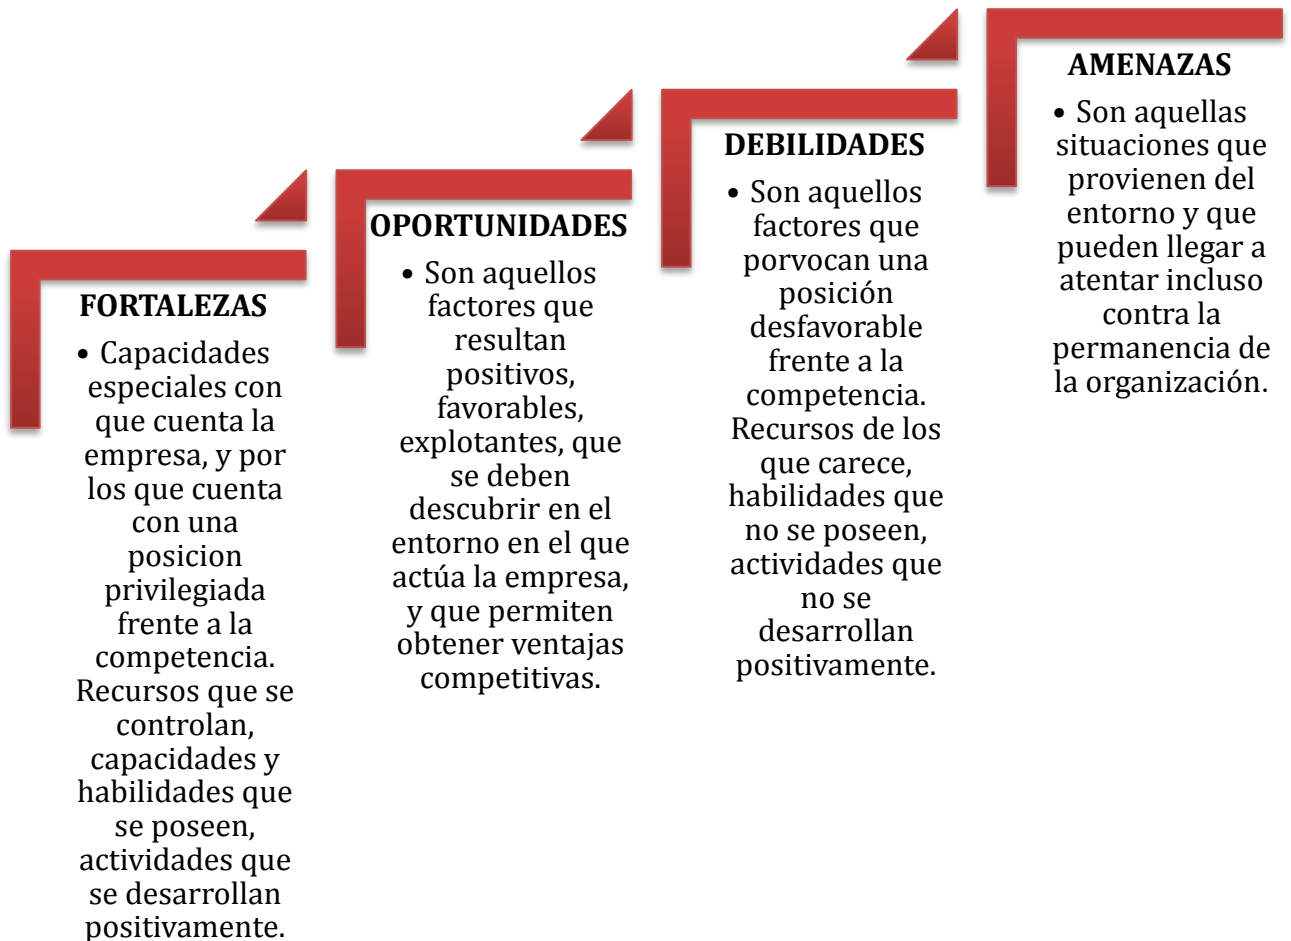 FORTALEZAS
• Capacidades
especiales con
que cuenta la
empresa, y por
los que cuenta
con una
posicion
privilegiada
frente a la
competencia.
Recursos que se
controlan,
capacidades y
habilidades que
se poseen,
actividades que
se desarrollan
positivamente.
OPORTUNIDADES
• Son aquellos
factores que
resultan
positivos,
favorables,
explotantes, que
se deben
descubrir en el
entorno en el que
actúa la empresa,
y que permiten
obtener ventajas
competitivas.
DEBILIDADES
• Son aquellos
factores que
porvocan una
posición
desfavorable
frente a la
competencia.
Recursos de los
que carece,
habilidades que
no se poseen,
actividades que
no se
desarrollan
positivamente.
AMENAZAS
• Son aquellas
situaciones que
provienen del
entorno y que
pueden llegar a
atentar incluso
contra la
permanencia de
la organización.